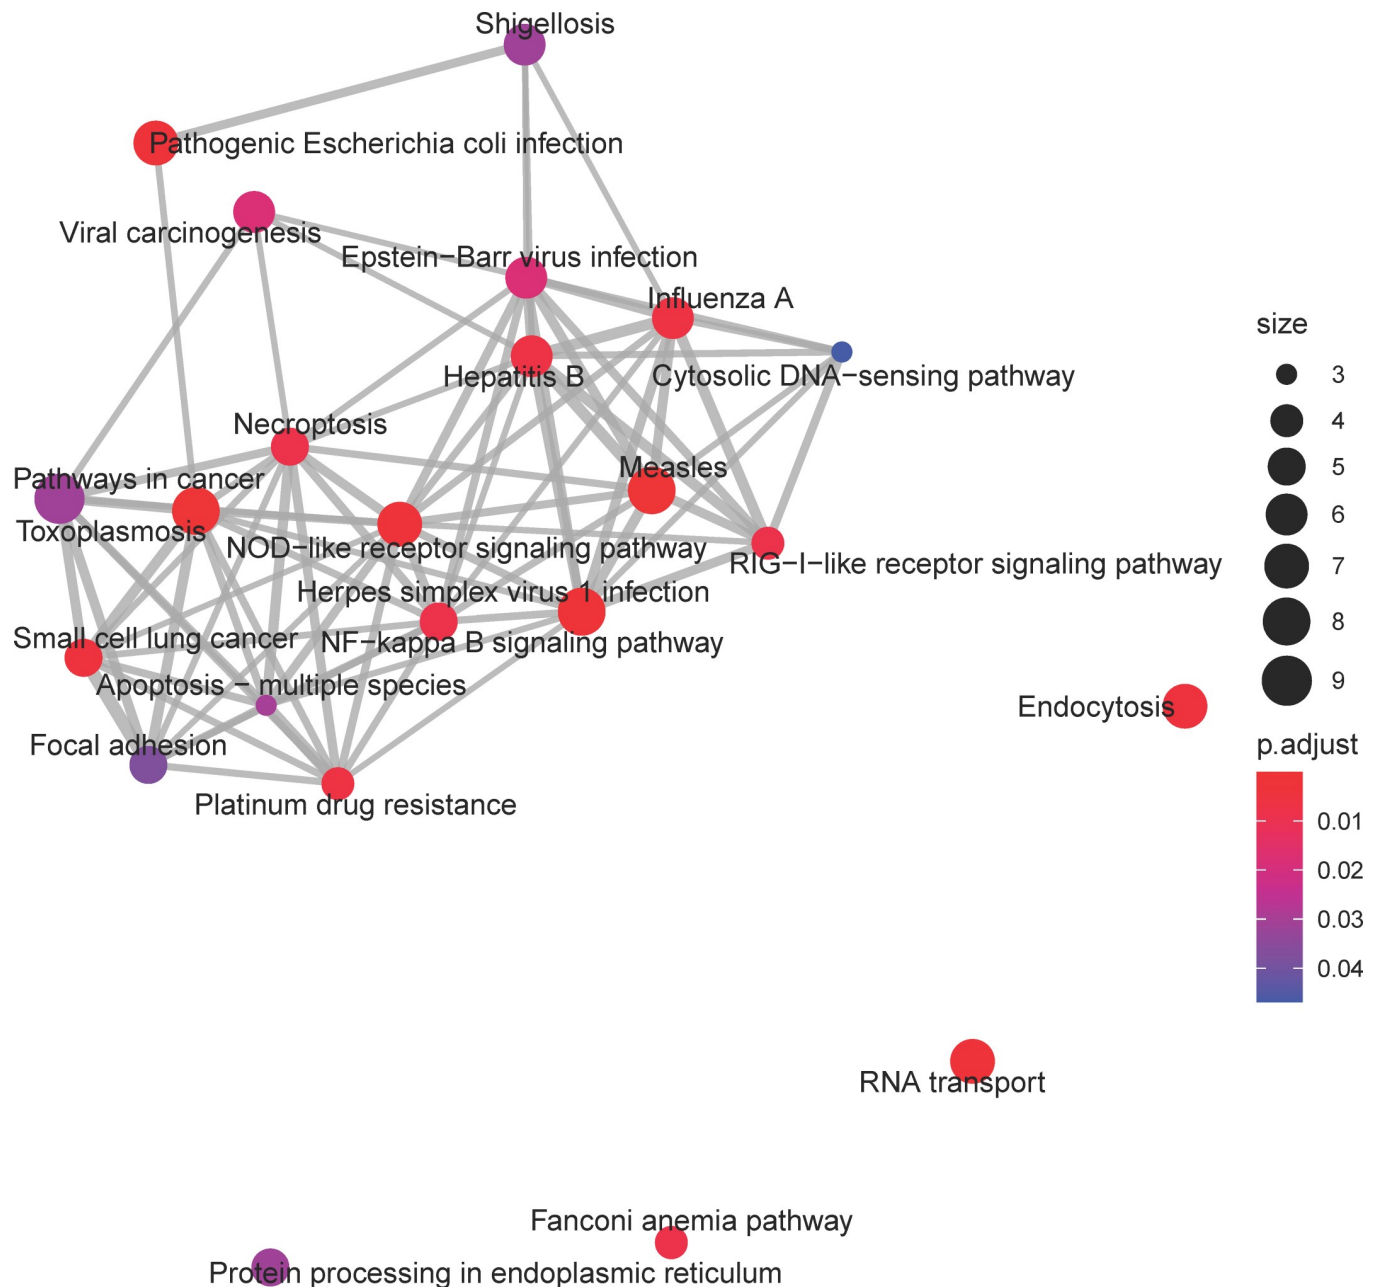 Shigellosis
Pathogenic Escherichia coli infection
Viral carcinogenesis
Epstein−Barr virus infection
Influenza A
Hepatitis B
Cytosolic DNA−sensing pathway
Necroptosis
Measles
Pathways in cancer
Toxoplasmosis
NOD−like receptor signaling pathway
RIG−I−like receptor signaling pathway
Herpes simplex virus 1 infection
Small cell lung cancer
NF−kappa B signaling pathway
Apoptosis − multiple species
Focal adhesion
Platinum drug resistance
Endocytosis
RNA transport
Fanconi anemia pathway
Protein processing in endoplasmic reticulum
size
3
4
5
6
7
8
9
p.adjust
0.01
0.02
0.03
0.04